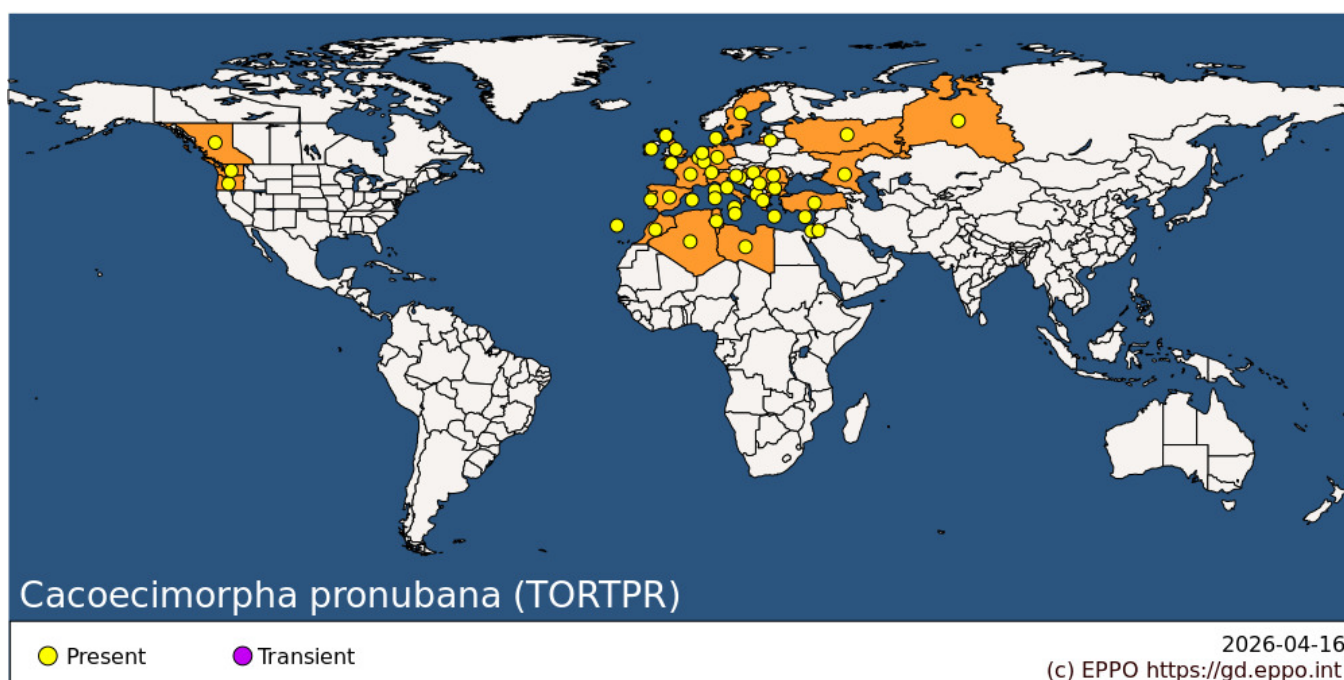 Cacoecimorpha pronubana (TORTPR)
Present
Transient
2026-04-16
(c) EPPO https://gd.eppo.int